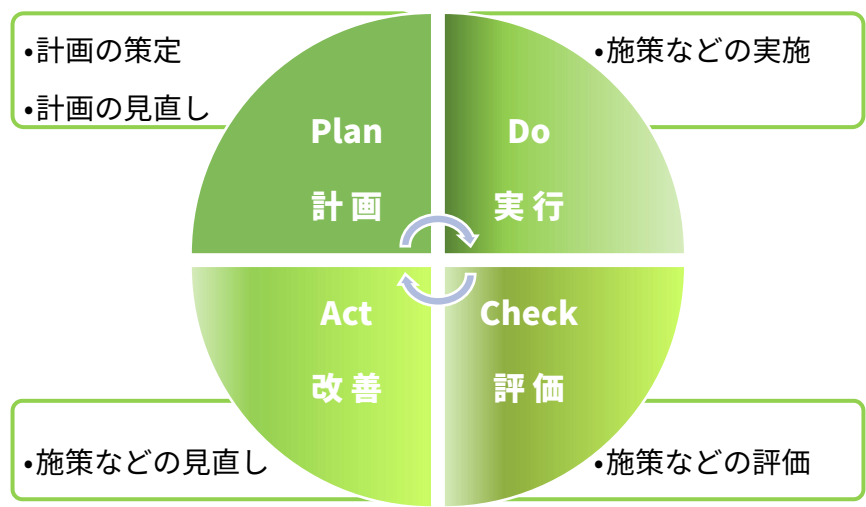 •計画の策定
•計画の見直し
Plan
計画
•施策などの実施
Do
実行
Act
改善
•施策などの見直し
Check
評価
•施策などの評価